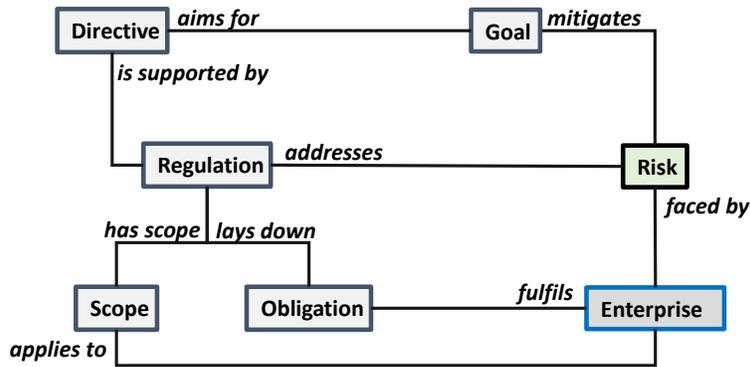 Directive
aims for
Goal
mitigates
is supported by
Regulation
addresses
Risk
faced by
has scope
lays down
Scope
Obligation
fulfils
Enterprise
applies to